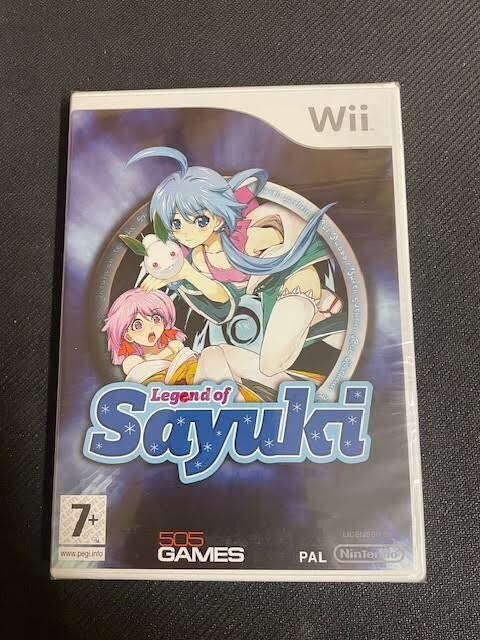 Wii
Legend of
Sayuki
7+
www.pegi.info
505
GAMES
PAL
LICENSED BY
Nintendo